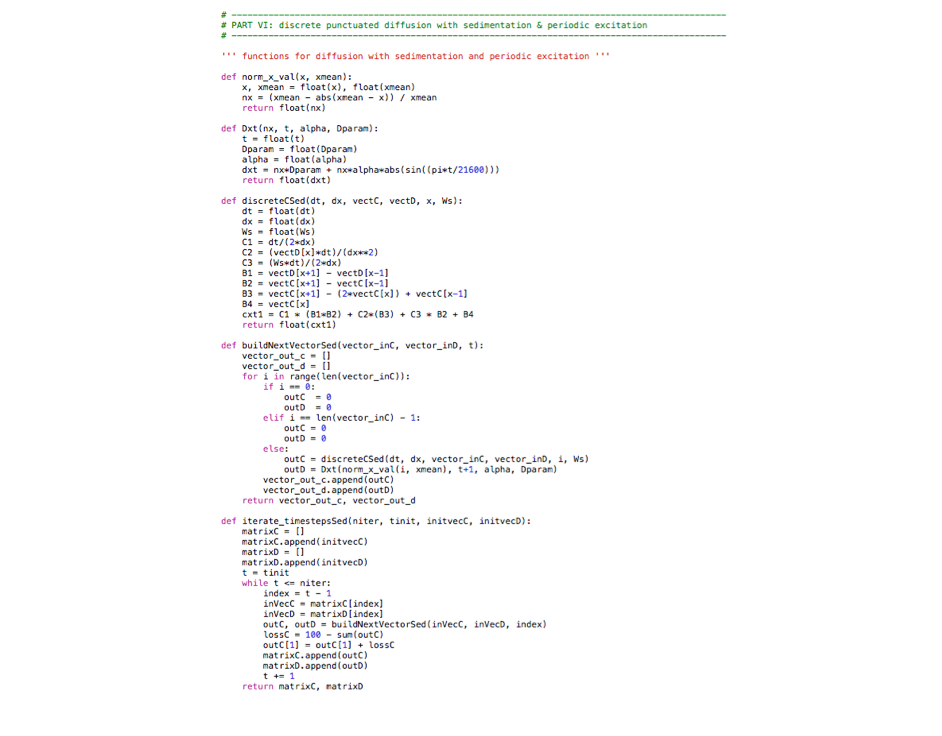 # ------------------------------------------------------------------------------------------------
# PART VI: discrete punctuated diffusion with sedimentation & periodic excitation
# ------------------------------------------------------------------------------------------------
''' functions for diffusion with sedimentation and periodic excitation '''
def norm_x_val(x, xmean):
    x, xmean = float(x), float(xmean)
    nx = (xmean - abs(xmean - x)) / xmean
    return float(nx)
def Dxt(nx, t, alpha, Dparam):
    t = float(t)
    Dparam = float(Dparam)
    alpha = float(alpha)
    dxt = nx*Dparam + nx*alpha*abs(sin((pi*t/21600)))
    return float(dxt)
def discreteCSed(dt, dx, vectC, vectD, x, Ws):
    dt = float(dt)
    dx = float(dx)
    Ws = float(Ws)
    C1 = dt/(2*dx)
    C2 = (vectD[x]*dt)/(dx**2)
    C3 = (Ws*dt)/(2*dx)
    B1 = vectD[x+1] - vectD[x-1]
    B2 = vectC[x+1] - vectC[x-1]
    B3 = vectC[x+1] - (2*vectC[x]) + vectC[x-1]
    B4 = vectC[x]
    cxt1 = C1 * (B1*B2) + C2*(B3) + C3 * B2 + B4
    return float(cxt1)
def buildNextVectorSed(vector_inC, vector_inD, t):
    vector_out_c = []
    vector_out_d = []
    for i in range(len(vector_inC)):
        if i == 0:
            outC  = 0
            outD  = 0
        elif i == len(vector_inC) - 1:
            outC = 0
            outD = 0
        else:
            outC = discreteCSed(dt, dx, vector_inC, vector_inD, i, Ws)
            outD = Dxt(norm_x_val(i, xmean), t+1, alpha, Dparam)
        vector_out_c.append(outC)
        vector_out_d.append(outD)
    return vector_out_c, vector_out_d
def iterate_timestepsSed(niter, tinit, initvecC, initvecD):
    matrixC = []
    matrixC.append(initvecC)
    matrixD = []
    matrixD.append(initvecD)
    t = tinit
    while t <= niter:
        index = t - 1
        inVecC = matrixC[index]
        inVecD = matrixD[index]
        outC, outD = buildNextVectorSed(inVecC, inVecD, index)
        lossC = 100 - sum(outC)
        outC[1] = outC[1] + lossC
        matrixC.append(outC)
        matrixD.append(outD)
        t += 1
    return matrixC, matrixD